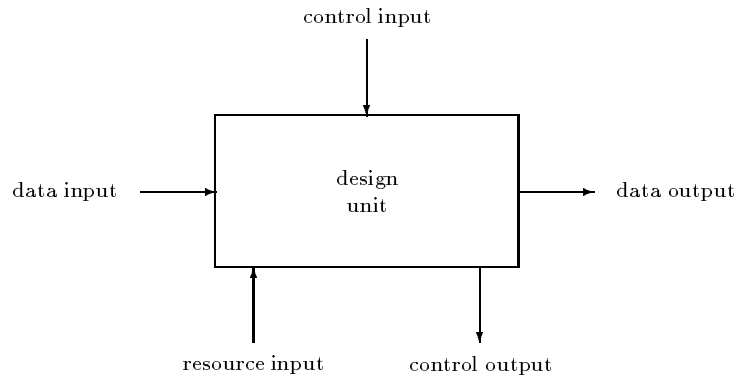 control input
data input
design
unit
data output
resource input
control output